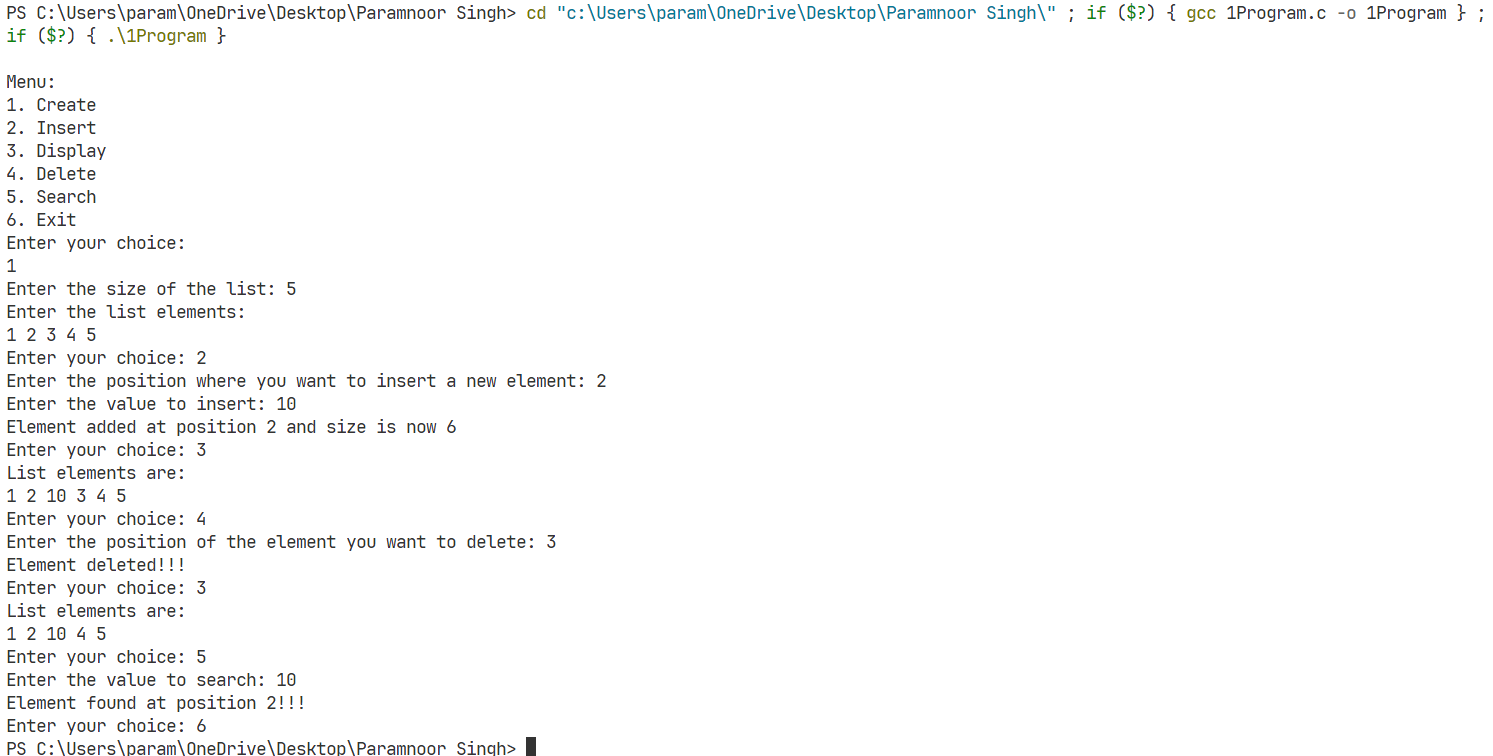 PS C:\Users\param\OneDrive\Desktop\Paramnoor Singh> cd "c:\Users\param\OneDrive\Desktop\Paramnoor Singh\" ; if ($?) { gcc 1Program.c -o 1Program } ;
if ($?) { .\1Program }
Menu:
1. Create
2. Insert
3. Display
4. Delete
5. Search
6. Exit
Enter your choice:
1
Enter the size of the list: 5
Enter the list elements:
1 2 3 4 5
Enter your choice: 2
Enter the position where you want to insert a new element: 2
Enter the value to insert: 10
Element added at position 2 and size is now 6
Enter your choice: 3
List elements are:
1 2 10 3 4 5
Enter your choice: 4
Enter the position of the element you want to delete: 3
Element deleted!!!
Enter your choice: 3
List elements are:
1 2 10 4 5
Enter your choice: 5
Enter the value to search: 10
Element found at position 2!!!
Enter your choice: 6
PS C:\Users\param\OneDrive\Desktop\Paramnoor Singh>